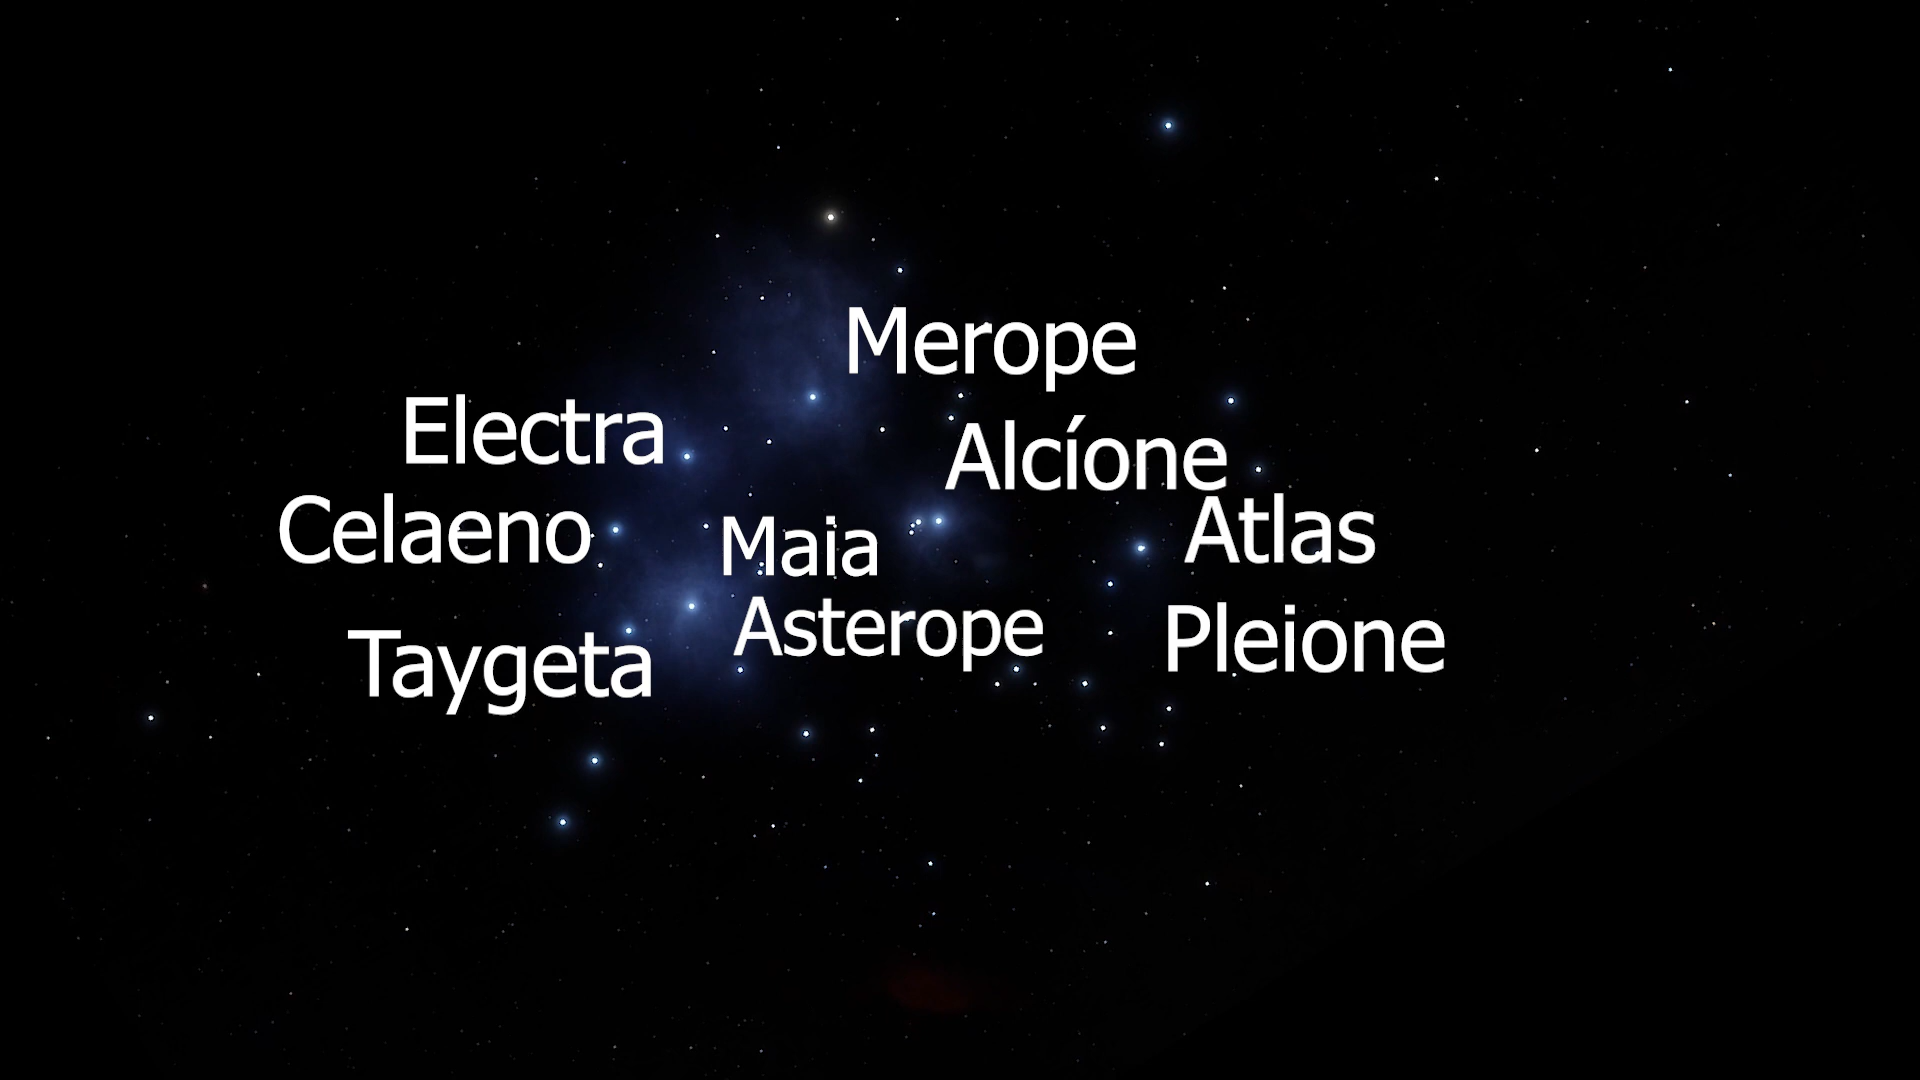 Merope
Electra
Alcíone
Celaeno
Maia
Atlas
Asterope
Pleione
Taygeta